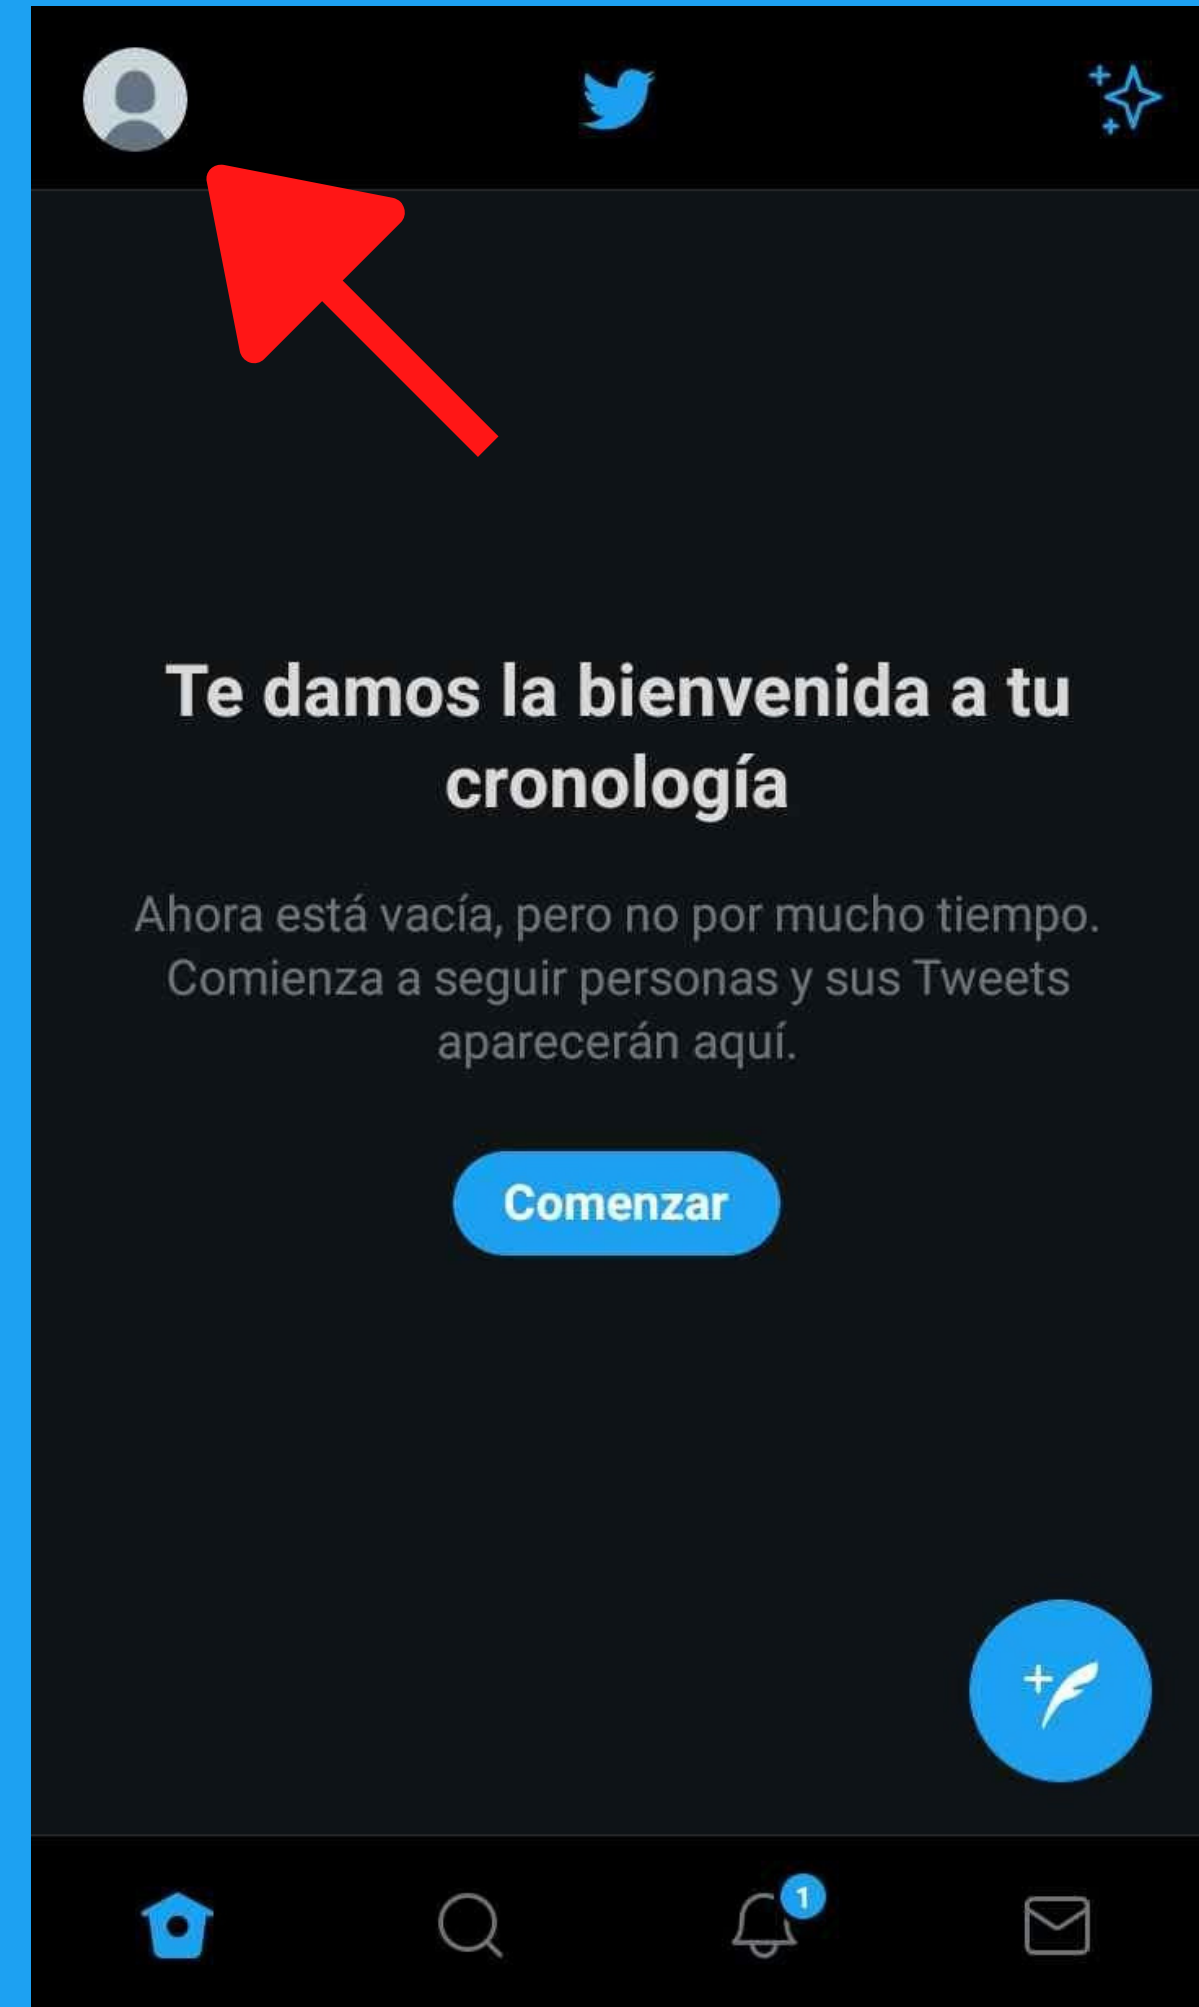 Te damos la bienvenida a tu
cronología
Ahora está vacía, pero no por mucho tiempo.
Comienza a seguir personas y sus Tweets
aparecerán aquí.
Comenzar
1